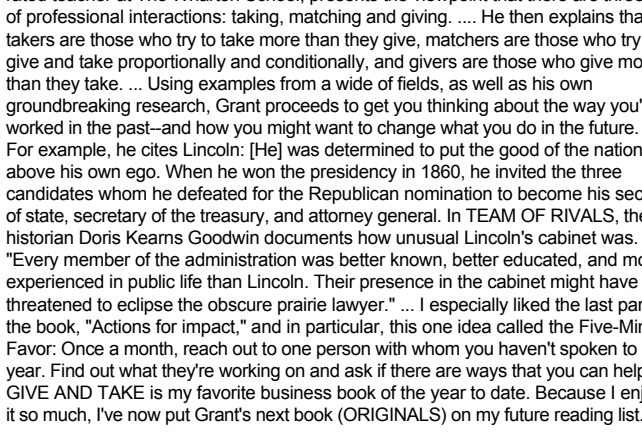 rated teacher at The Wharton School, presents the viewpoint that there are
of professional interactions: taking, matching and giving. .... He then explains
takers are those who try to take more than they give, matchers are those who try
give and take proportionally and conditionally, and givers are those who give
than they take. ... Using examples from a wide of fields, as well as his own
groundbreaking research, Grant proceeds to get you thinking about the way
worked in the past--and how you might want to change what you do in the future.
For example, he cites Lincoln: [He] was determined to put the good of the nation
above his own ego. When he won the presidency in 1860, he invited the three
candidates whom he defeated for the Republican nomination to become his
of state, secretary of the treasury, and attorney general. In TEAM OF RIVALS,
historian Doris Kearns Goodwin documents how unusual Lincoln's cabinet was.
"Every member of the administration was better known, better educated, and
experienced in public life than Lincoln. Their presence in the cabinet might have
threatened to eclipse the obscure prairie lawyer." ... I especially liked the last
the book, "Actions for impact," and in particular, this one idea called the
Favor: Once a month, reach out to one person with whom you haven't spoken to
year. Find out what they're working on and ask if there are ways that you can
GIVE AND TAKE is my favorite business book of the year to date. Because I
it so much, I've now put Grant's next book (ORIGINALS) on my future reading list.